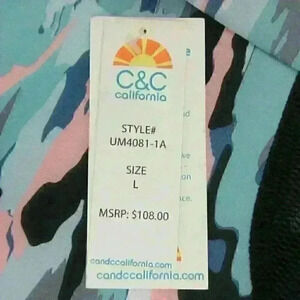 C&C
california
STYLE#
UM4081-1A
SIZE
L
MSRP: $108.00
candccalifornia.com
candccalifornia.com